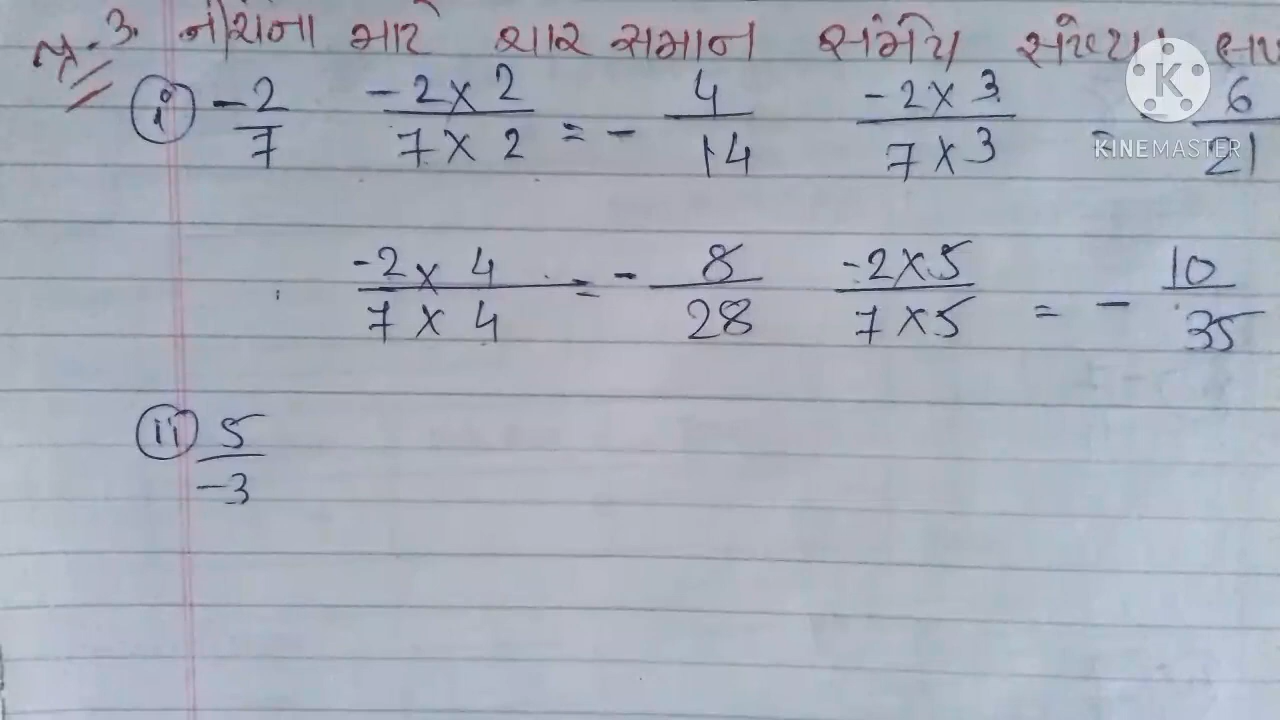 પ્ર-3. નીચેના માટે ચાર સમાન સંમેય સંખ્યા
i -2/7 -2×2/7×2 = - 4/14 -2×3/7×3 = - 6/21
-2×4/7×4 = - 8/28 -2×5/7×5 = - 10/35
ii 5/-3
KINEMASTER